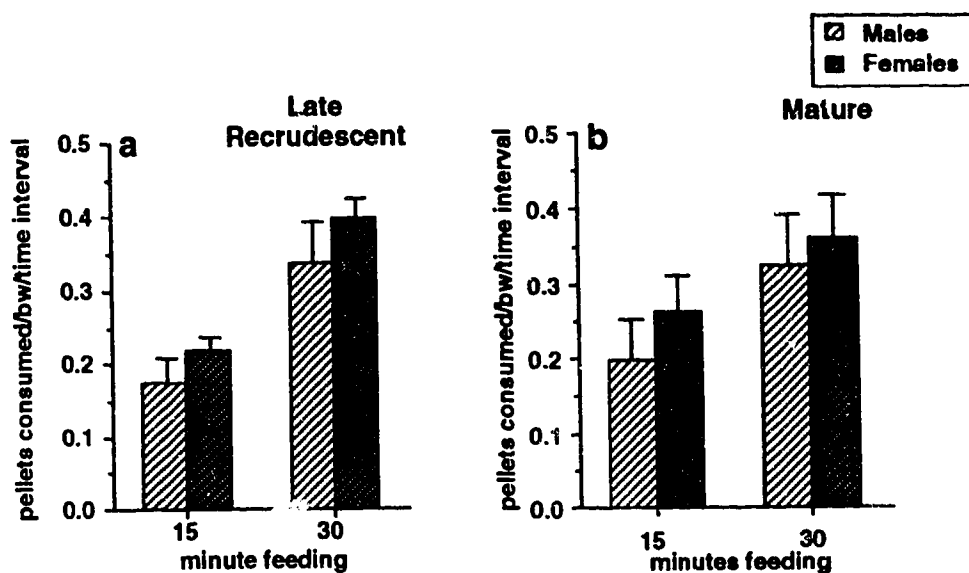 Males
Females
Late
Recrudescent
a
pellets consumed/bw/time interval
0.5
0.4
0.3
0.2
0.1
0.0
15
30
minute feeding
Mature
b
pellets consumed/bw/time interval
0.5
0.4
0.3
0.2
0.1
0.0
15
30
minutes feeding